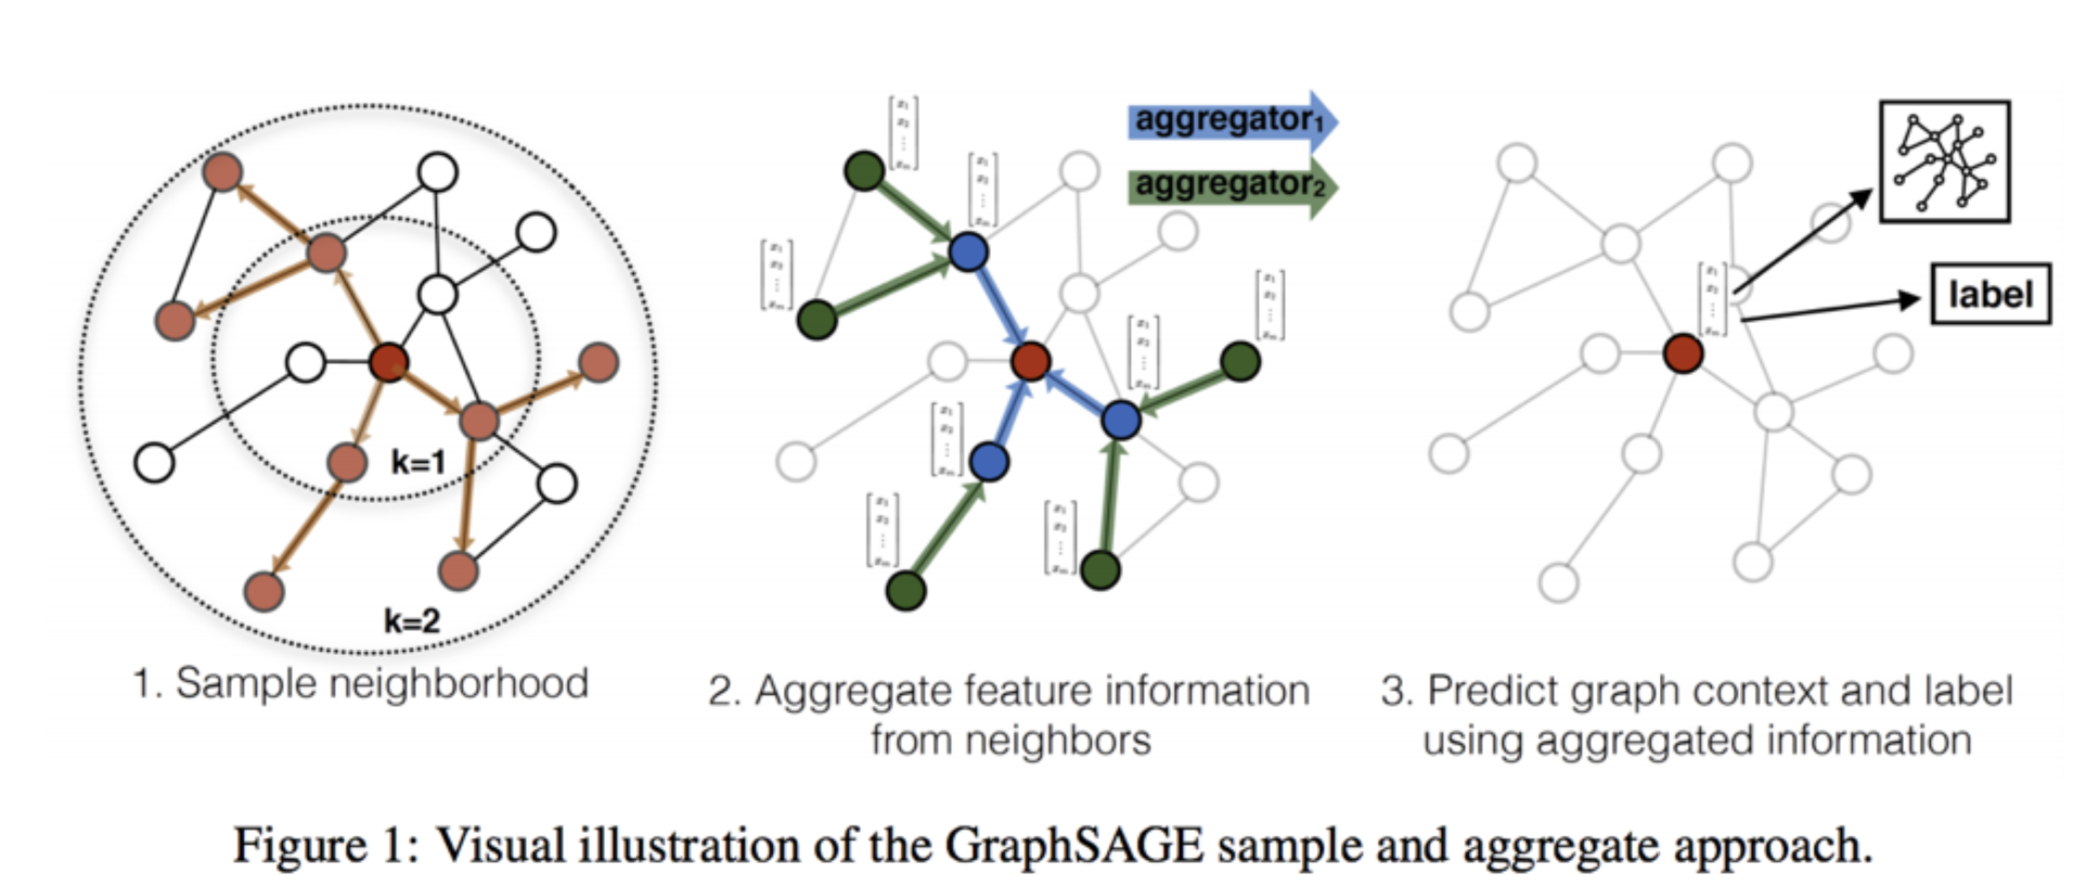 aggregator₁
aggregator₂
label
k=1
k=2
1. Sample neighborhood
2. Aggregate feature information
from neighbors
3. Predict graph context and label
using aggregated information
Figure 1: Visual illustration of the GraphSAGE sample and aggregate approach.